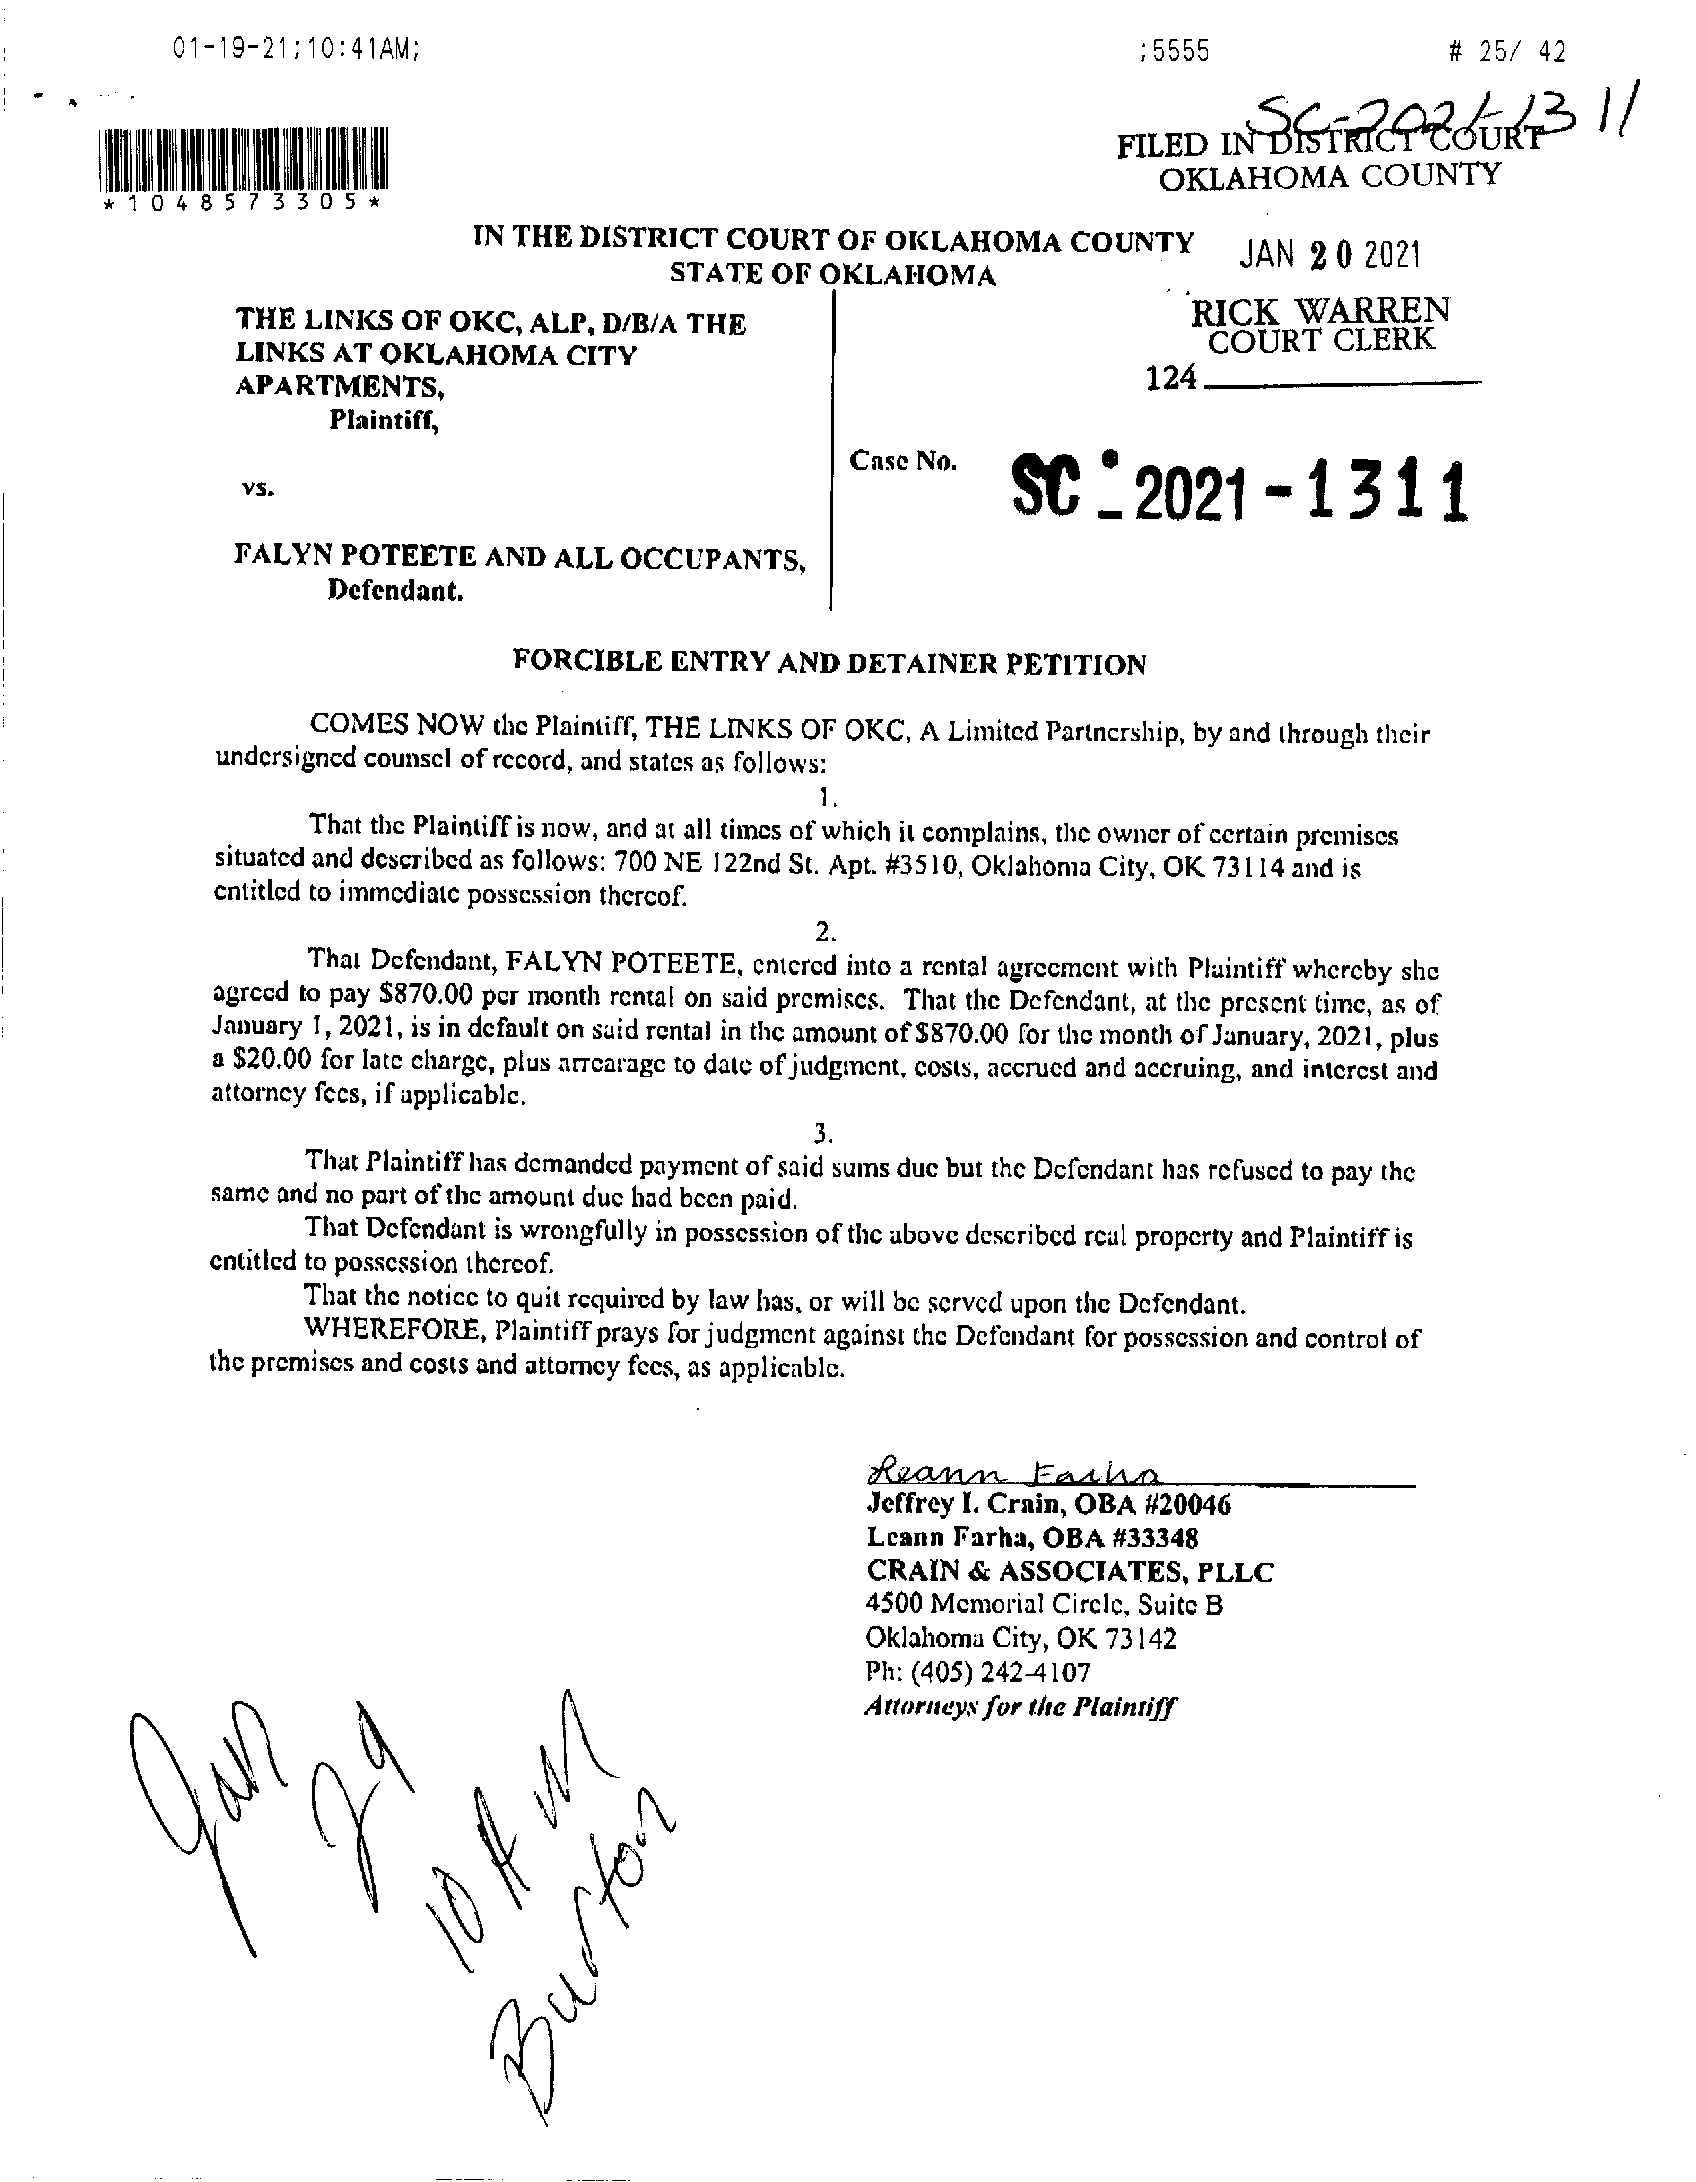 01-19-21;10:41AM; ;5555 # 25/ 42
SC-2021-1311
FILED IN DISTRICT COURT
OKLAHOMA COUNTY
*1048573305*
IN THE DISTRICT COURT OF OKLAHOMA COUNTY
STATE OF OKLAHOMA
JAN 20 2021
RICK WARREN
COURT CLERK
124
THE LINKS OF OKC, ALP, D/B/A THE
LINKS AT OKLAHOMA CITY
APARTMENTS,
Plaintiff,
vs.
Case No. SC - 2021 - 1311
FALYN POTEETE AND ALL OCCUPANTS,
Defendant.
FORCIBLE ENTRY AND DETAINER PETITION
COMES NOW the Plaintiff, THE LINKS OF OKC, A Limited Partnership, by and through their
undersigned counsel of record, and states as follows:
1.
That the Plaintiff is now, and at all times of which it complains, the owner of certain premises
situated and described as follows: 700 NE 122nd St. Apt. #3510, Oklahoma City, OK 73114 and is
entitled to immediate possession thereof.
2.
That Defendant, FALYN POTEETE, entered into a rental agreement with Plaintiff whereby she
agreed to pay $870.00 per month rental on said premises. That the Defendant, at the present time, as of
January 1, 2021, is in default on said rental in the amount of $870.00 for the month of January, 2021, plus
a $20.00 for late charge, plus arrearage to date of judgment, costs, accrued and accruing, and interest and
attorney fees, if applicable.
3.
That Plaintiff has demanded payment of said sums due but the Defendant has refused to pay the
same and no part of the amount due had been paid.
That Defendant is wrongfully in possession of the above described real property and Plaintiff is
entitled to possession thereof.
That the notice to quit required by law has, or will be served upon the Defendant.
WHEREFORE, Plaintiff prays for judgment against the Defendant for possession and control of
the premises and costs and attorney fees, as applicable.
Leann Farha
Jeffrey I. Crain, OBA #20046
Leann Farha, OBA #33348
CRAIN & ASSOCIATES, PLLC
4500 Memorial Circle, Suite B
Oklahoma City, OK 73142
Ph: (405) 242-4107
Attorneys for the Plaintiff
Jan
29
10 AM
Burton